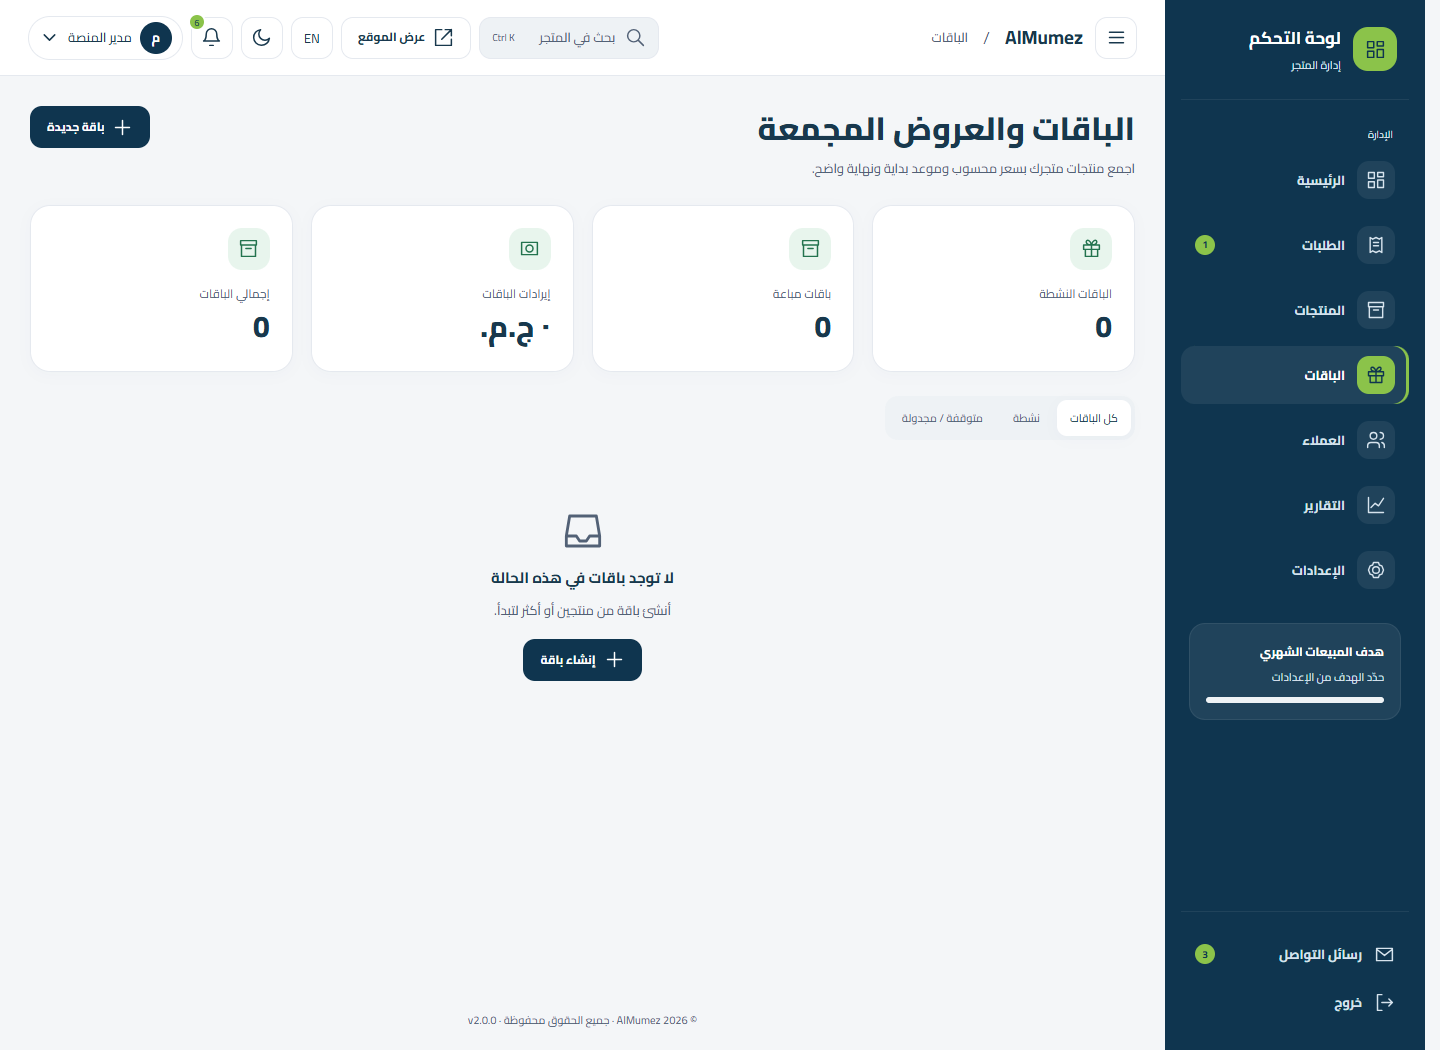 لوحة التحكم
إدارة المتجر
الإدارة
الرئيسية
الطلبات
1
المنتجات
الباقات
العملاء
التقارير
الإعدادات
هدف المبيعات الشهري
حدّد الهدف من الإعدادات
رسائل التواصل
3
خروج
AlMumez / الباقات
بحث في المتجر
Ctrl K
عرض الموقع
EN
6
م
مدير المنصة
الباقات والعروض المجمعة
اجمع منتجات متجرك بسعر محسوب وموعد بداية ونهاية واضح.
باقة جديدة
الباقات النشطة
0
باقات مباعة
0
إيرادات الباقات
٠ ج.م.
إجمالي الباقات
0
كل الباقات
نشطة
متوقفة / مجدولة
لا توجد باقات في هذه الحالة
أنشئ باقة من منتجين أو أكثر لتبدأ.
إنشاء باقة
© 2026 AlMumez · جميع الحقوق محفوظة · v2.0.0